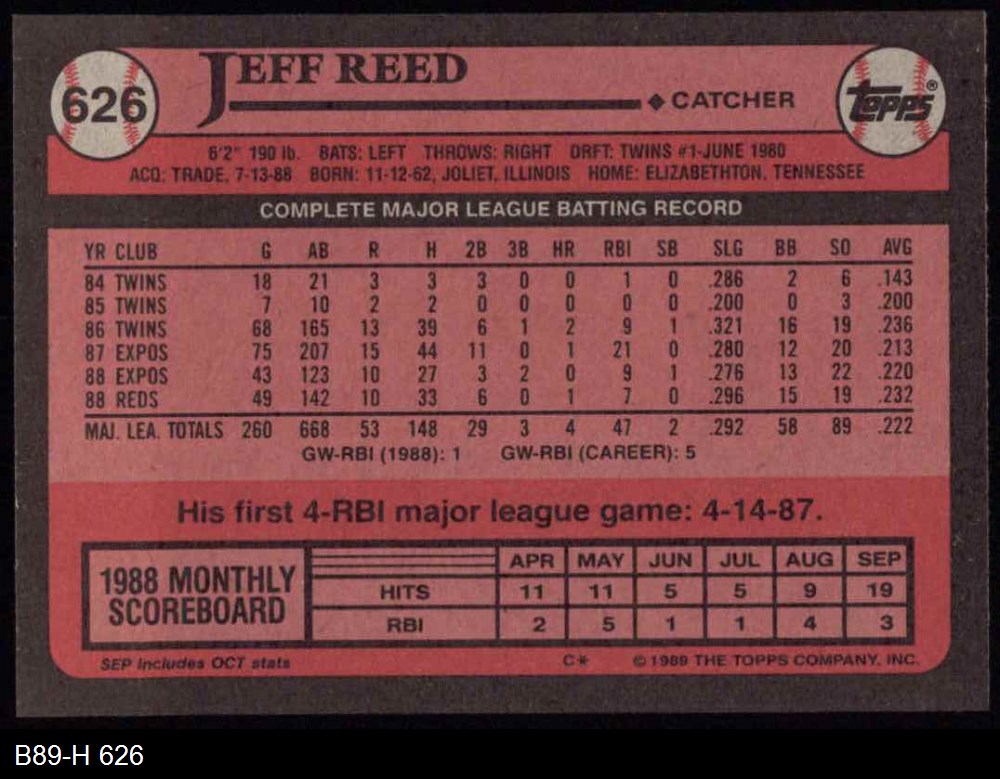 626
JEFF REED
◆ CATCHER
TOPPS®
6'2" 190 lb. BATS: LEFT THROWS: RIGHT DRFT: TWINS #1-JUNE 1980
ACQ: TRADE, 7-13-88 BORN: 11-12-62, JOLIET, ILLINOIS HOME: ELIZABETHTON, TENNESSEE
COMPLETE MAJOR LEAGUE BATTING RECORD
YR CLUB G AB R H 2B 3B HR RBI SB SLG BB SO AVG
84 TWINS 18 21 3 3 3 0 0 1 0 .286 2 6 .143
85 TWINS 7 10 2 2 0 0 0 0 0 .200 0 3 .200
86 TWINS 68 165 13 39 6 1 2 9 1 .321 16 19 .236
87 EXPOS 75 207 15 44 11 0 1 21 0 .280 12 20 .213
88 EXPOS 43 123 10 27 3 2 0 9 1 .276 13 22 .220
88 REDS 49 142 10 33 6 0 1 7 0 .296 15 19 .232
MAJ. LEA. TOTALS 260 668 53 148 29 3 4 47 2 .292 58 89 .222
GW-RBI (1988): 1 GW-RBI (CAREER): 5
His first 4-RBI major league game: 4-14-87.
1988 MONTHLY
SCOREBOARD
APR MAY JUN JUL AUG SEP
HITS 11 11 5 5 9 19
RBI 2 5 1 1 4 3
SEP includes OCT stats C* © 1989 THE TOPPS COMPANY, INC.
B89-H 626